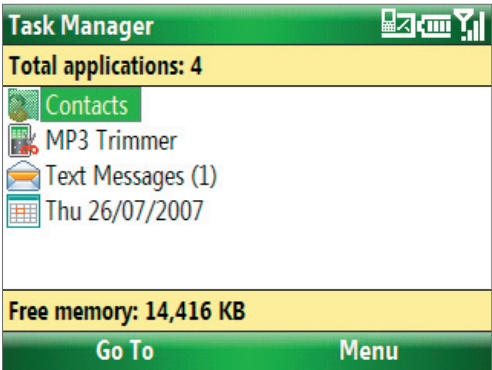 Task Manager
Total applications: 4
Contacts
MP3 Trimmer
Text Messages (1)
Thu 26/07/2007
Free memory: 14,416 KB
Go To Menu